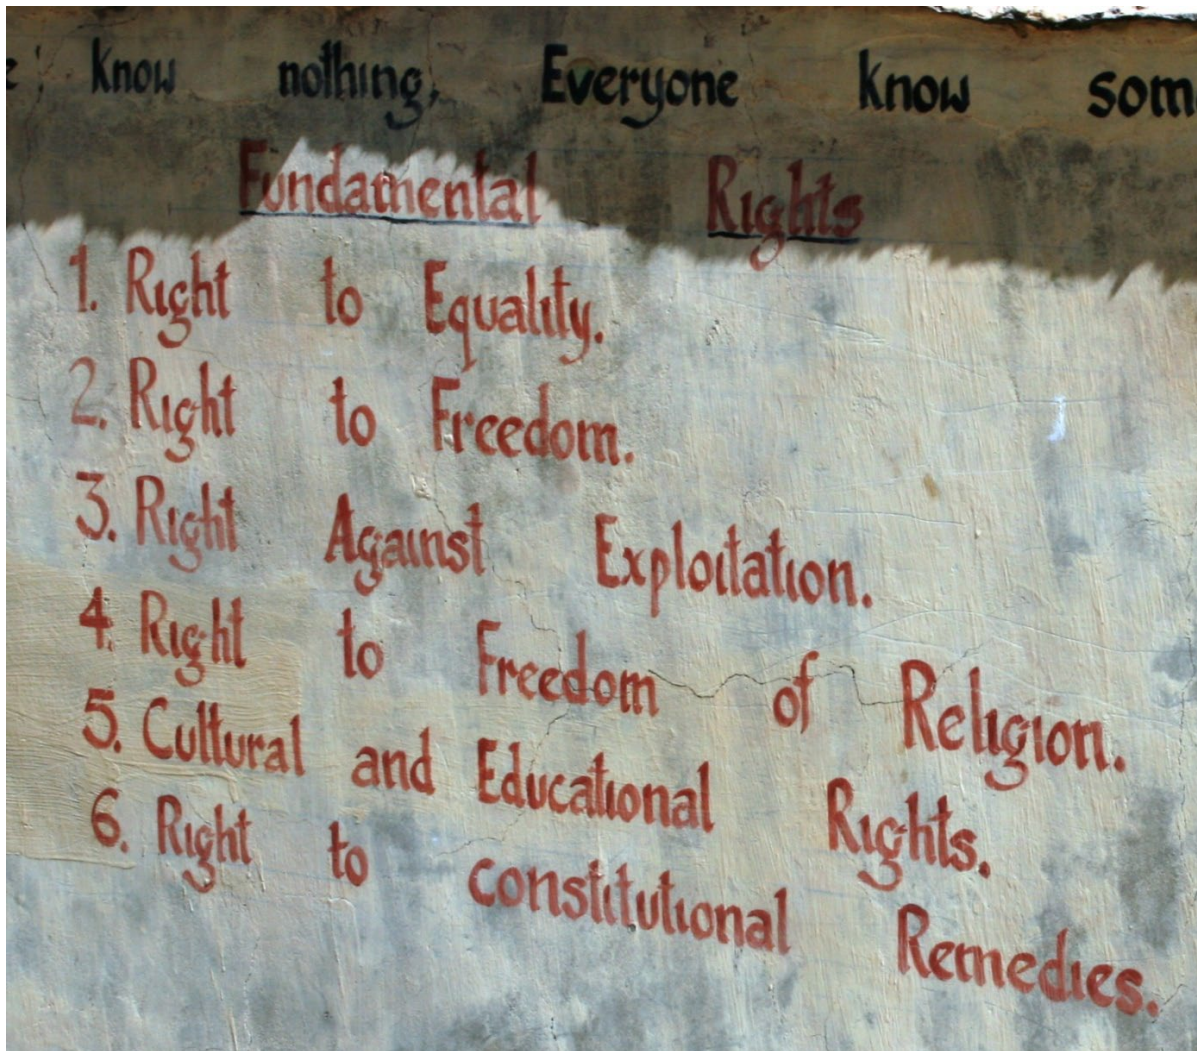 know nothing, Everyone know
Fundamental Rights
1. Right to Equality.
2. Right to Freedom.
3. Right Against Exploitation.
4. Right to Freedom of Religion.
5. Cultural and Educational Rights.
6. Right to constitutional Remedies.